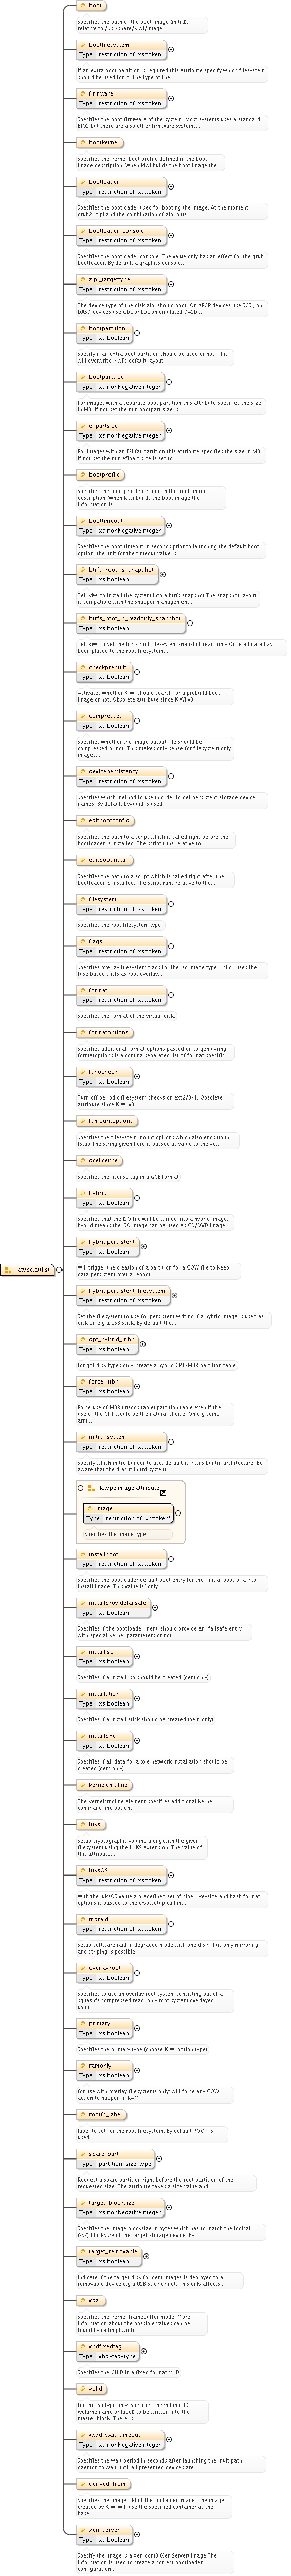 boot
Specifies the path of the boot image (initrd),
relative to /usr/share/kiwi/image
bootfilesystem
Type restriction of 'xs:token'
If an extra boot partition is required this attribute specify which filesystem
should be used for it. The type of the...
firmware
Type restriction of 'xs:token'
Specifies the boot firmware of the system. Most systems uses a standard
BIOS but there are also other firmware systems...
bootkernel
Specifies the kernel boot profile defined in the boot
image description. When kiwi builds the boot image the...
bootloader
Type restriction of 'xs:token'
Specifies the bootloader used for booting the image. At the moment
grub2, zipl and the combination of zipl plus...
bootloader_console
Type restriction of 'xs:token'
Specifies the bootloader console. The value only has an effect for the grub
bootloader. By default a graphics console...
zipl_targettype
Type restriction of 'xs:token'
The device type of the disk zipl should boot. On zFCP devices use SCSI, on
DASD devices use CDL or LDL on emulated DASD...
bootpartition
Type xs:boolean
specify if an extra boot partition should be used or not. This
will overwrite kiwi's default layout
bootpartsize
Type xs:nonNegativeInteger
For images with a separate boot partition this attribute specifies the size
in MB. If not set the min bootpart size is...
efipartsize
Type xs:nonNegativeInteger
For images with an EFI fat partition this attribute specifies the size in MB.
If not set the min efipart size is set to...
bootprofile
Specifies the boot profile defined in the boot image
description. When kiwi builds the boot image the
information is...
boottimeout
Type xs:nonNegativeInteger
Specifies the boot timeout in seconds prior to launching the default boot
option. the unit for the timeout value is...
btrfs_root_is_snapshot
Type xs:boolean
Tell kiwi to install the system into a btrfs snapshot The snapshot layout
is compatible with the snapper management...
btrfs_root_is_readonly_snapshot
Type xs:boolean
Tell kiwi to set the btrfs root filesystem snapshot read-only Once all data has
been placed to the root filesystem...
checkprebuilt
Type xs:boolean
Activates whether KIWI should search for a prebuild boot
image or not. Obsolete attribute since KIWI v8
compressed
Type xs:boolean
Specifies whether the image output file should be
compressed or not. This makes only sense for filesystem only
images...
devicepersistency
Type restriction of 'xs:token'
Specifies which method to use in order to get persistent storage device
names. By default by-uuid is used.
editbootconfig
Specifies the path to a script which is called right before the
bootloader is installed. The script runs relative to...
editbootinstall
Specifies the path to a script which is called right after the
bootloader is installed. The script runs relative to the...
filesystem
Type restriction of 'xs:token'
Specifies the root filesystem type
flags
Type restriction of 'xs:token'
Specifies overlay filesystem flags for the iso image type. 'clic' uses the
fuse based clicfs as root overlay...
format
Type restriction of 'xs:token'
Specifies the format of the virtual disk.
formatoptions
Specifies additional format options passed on to qemu-img
formatoptions is a comma separated list of format specific...
fsnocheck
Type xs:boolean
Turn off periodic filesystem checks on ext2/3/4. Obsolete
attribute since KIWI v8
fsmountoptions
Specifies the filesystem mount options which also ends up in
fstab The string given here is passed as value to the -o...
gcelicense
Specifies the license tag in a GCE format
hybrid
Type xs:boolean
Specifies that the ISO file will be turned into a hybrid image.
hybrid means the ISO image can be used as CD/DVD image...
hybridpersistent
Type xs:boolean
k.type.attlist
Will trigger the creation of a partition for a COW file to keep
data persistent over a reboot
hybridpersistent_filesystem
Type restriction of 'xs:token'
Set the filesystem to use for persistent writing if a hybrid image is used as
disk on e.g a USB Stick. By default the...
gpt_hybrid_mbr
Type xs:boolean
for gpt disk types only: create a hybrid GPT/MBR partition table
force_mbr
Type xs:boolean
Force use of MBR (msdos table) partition table even if the
use of the GPT would be the natural choice. On e.g some
arm...
initrd_system
Type restriction of 'xs:token'
specify which initrd builder to use, default is kiwi's builtin architecture. Be
aware that the dracut initrd system...
k.type.image.attribute
image
Type restriction of 'xs:token'
Specifies the image type
installboot
Type restriction of 'xs:token'
Specifies the bootloader default boot entry for the" initial boot of a kiwi
install image. This value is" only...
installprovidefailsafe
Type xs:boolean
Specifies if the bootloader menu should provide an" failsafe entry
with special kernel parameters or not"
installiso
Type xs:boolean
Specifies if a install iso should be created (oem only)
installstick
Type xs:boolean
Specifies if a install stick should be created (oem only)
installpxe
Type xs:boolean
Specifies if all data for a pxe network installation should be
created (oem only)
kernelcmdline
The kernelcmdline element specifies additional kernel
command line options
luks
Setup cryptographic volume along with the given
filesystem using the LUKS extension. The value of
this attribute...
luksOS
Type restriction of 'xs:token'
With the luksOS value a predefined set of ciper, keysize and hash format
options is passed to the cryptsetup call in...
mdraid
Type restriction of 'xs:token'
Setup software raid in degraded mode with one disk Thus only mirroring
and striping is possible
overlayroot
Type xs:boolean
Specifies to use an overlay root system consisting out of a
squashfs compressed read-only root system overlayed
using...
primary
Type xs:boolean
Specifies the primary type (choose KIWI option type)
ramonly
Type xs:boolean
for use with overlay filesystems only: will force any COW
action to happen in RAM
rootfs_label
label to set for the root filesystem. By default ROOT is
used
spare_part
Type partition-size-type
Request a spare partition right before the root partition of the
requested size. The attribute takes a size value and...
target_blocksize
Type xs:nonNegativeInteger
Specifies the image blocksize in bytes which has to match the logical
(SSZ) blocksize of the target storage device. By...
target_removable
Type xs:boolean
Indicate if the target disk for oem images is deployed to a
removable device e.g a USB stick or not. This only affects...
vga
Specifies the kernel framebuffer mode. More
information about the possible values can be
found by calling hwinfo...
vhdfixedtag
Type vhd-tag-type
Specifies the GUID in a fixed format VHD
volid
for the iso type only: Specifies the volume ID
(volume name or label) to be written into the
master block. There is...
wwid_wait_timeout
Type xs:nonNegativeInteger
Specifies the wait period in seconds after launching the multipath
daemon to wait until all presented devices are...
derived_from
Specifies the image URI of the container image. The image
created by KIWI will use the specified container as the
base...
xen_server
Type xs:boolean
Specify the image is a Xen dom0 (Xen Server) image The
information is used to create a correct bootloader
configuration...